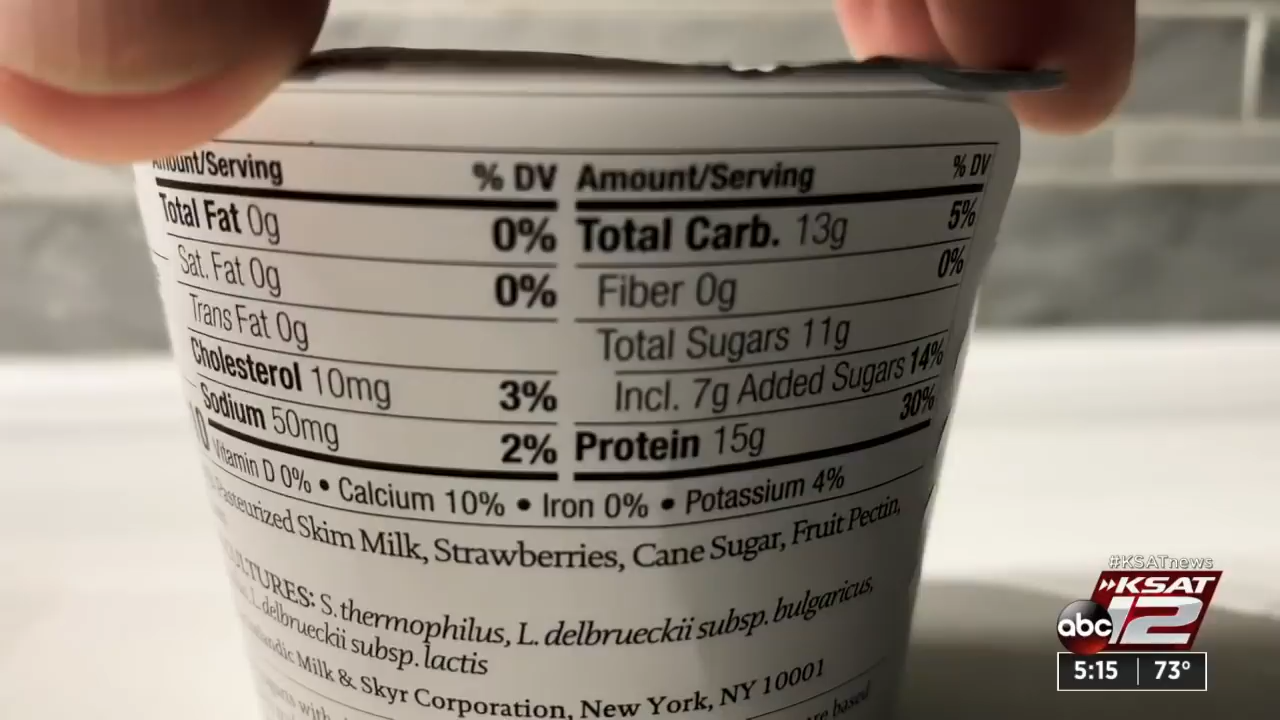 Amount/Serving % DV
Total Fat 0g 0%
Sat. Fat 0g 0%
Trans Fat 0g
Cholesterol 10mg 3%
Sodium 50mg 2%
Amount/Serving % DV
Total Carb. 13g 5%
Fiber 0g 0%
Total Sugars 11g
Incl. 7g Added Sugars 14%
Protein 15g 30%
Vitamin D 0% • Calcium 10% • Iron 0% • Potassium 4%
Pasteurized Skim Milk, Strawberries, Cane Sugar, Fruit Pectin,
S. thermophilus, L. delbrueckii subsp. bulgaricus,
L. delbrueckii subsp. lactis
Milk & Skyr Corporation, New York, NY 10001
#KSATnews
KSAT
abc 12
5:15 73°